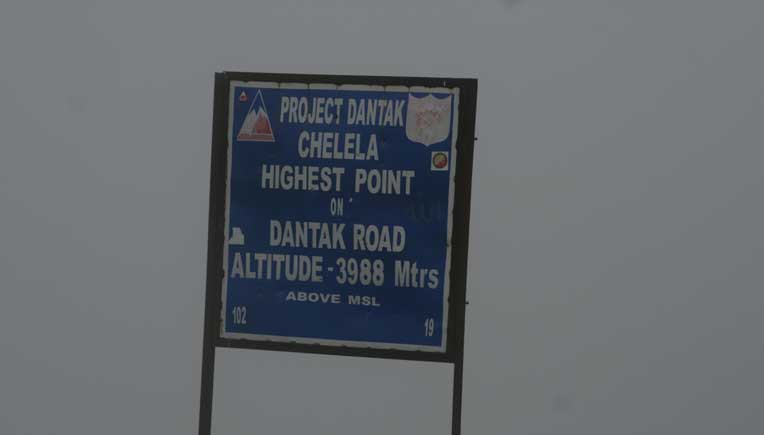 PROJECT DANTAK
CHELELA
HIGHEST POINT
ON
DANTAK ROAD
ALTITUDE - 3988 Mtrs
ABOVE MSL
102 19